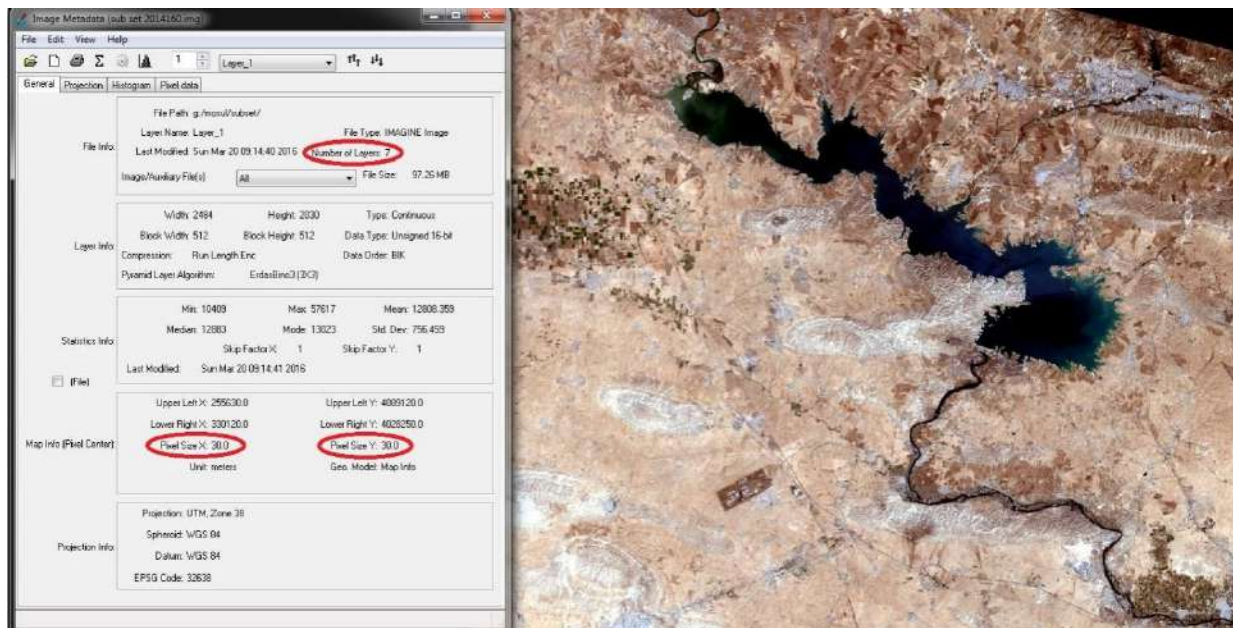 Image Metadata (sub set 2014160.img)
File Edit View Help
1 Layer_1
General Projection Histogram Pixel data
File Info:
File Path: g:/mosul/subset/
Layer Name: Layer_1 File Type: IMAGINE Image
Last Modified: Sun Mar 20 09:14:40 2016 Number of Layers: 7
Image/Auxiliary File(s) All File Size: 97.26 MB
Layer Info:
Width: 2484 Height: 2030 Type: Continuous
Block Width: 512 Block Height: 512 Data Type: Unsigned 16-bit
Compression: Run Length Enc Data Order: BIK
Pyramid Layer Algorithm:
Statistics Info:
Min: 10409 Max: 57617 Mean: 12808.359
Median: 12883 Mode: 13023 Std. Dev: 756.459
Skip Factor X: 1 Skip Factor Y: 1
Last Modified: Sun Mar 20 09:14:41 2016
(File)
Map Info (Pixel Center):
Upper Left X: 255630.0 Upper Left Y: 4089120.0
Lower Right X: 330120.0 Lower Right Y: 4028250.0
Pixel Size X: 30.0 Pixel Size Y: 30.0
Unit: meters Geo. Model: Map Info
Projection Info:
Projection: UTM, Zone 38
Spheroid: WGS 84
Datum: WGS 84
EPSG Code: 32638